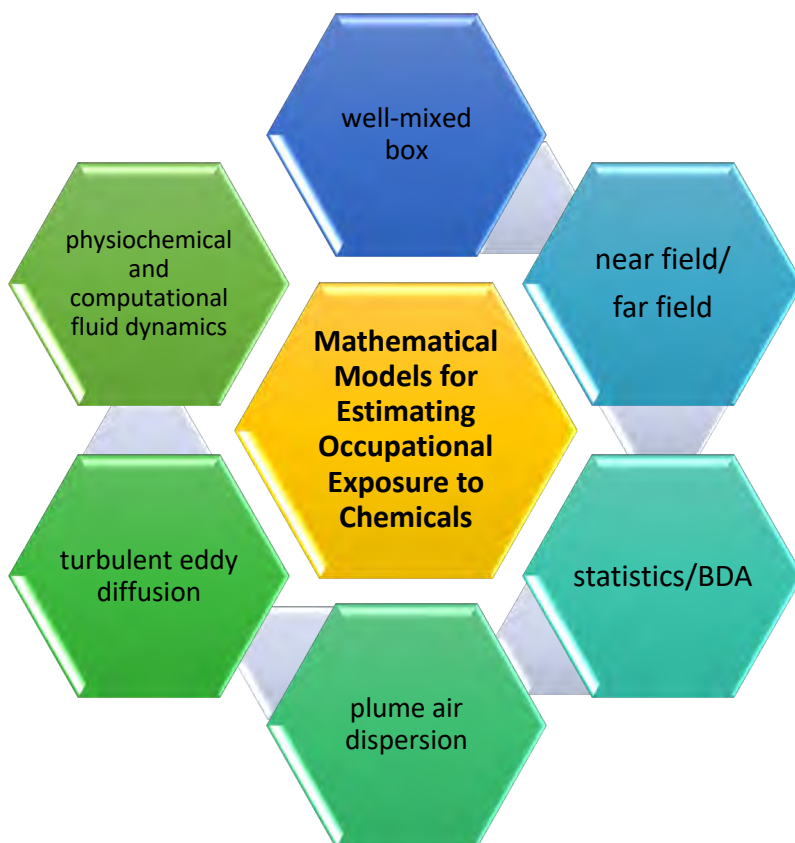 well-mixed
box
near field/
far field
physiochemical
and
computational
fluid dynamics
Mathematical
Models for
Estimating
Occupational
Exposure to
Chemicals
statistics/BDA
turbulent eddy
diffusion
plume air
dispersion